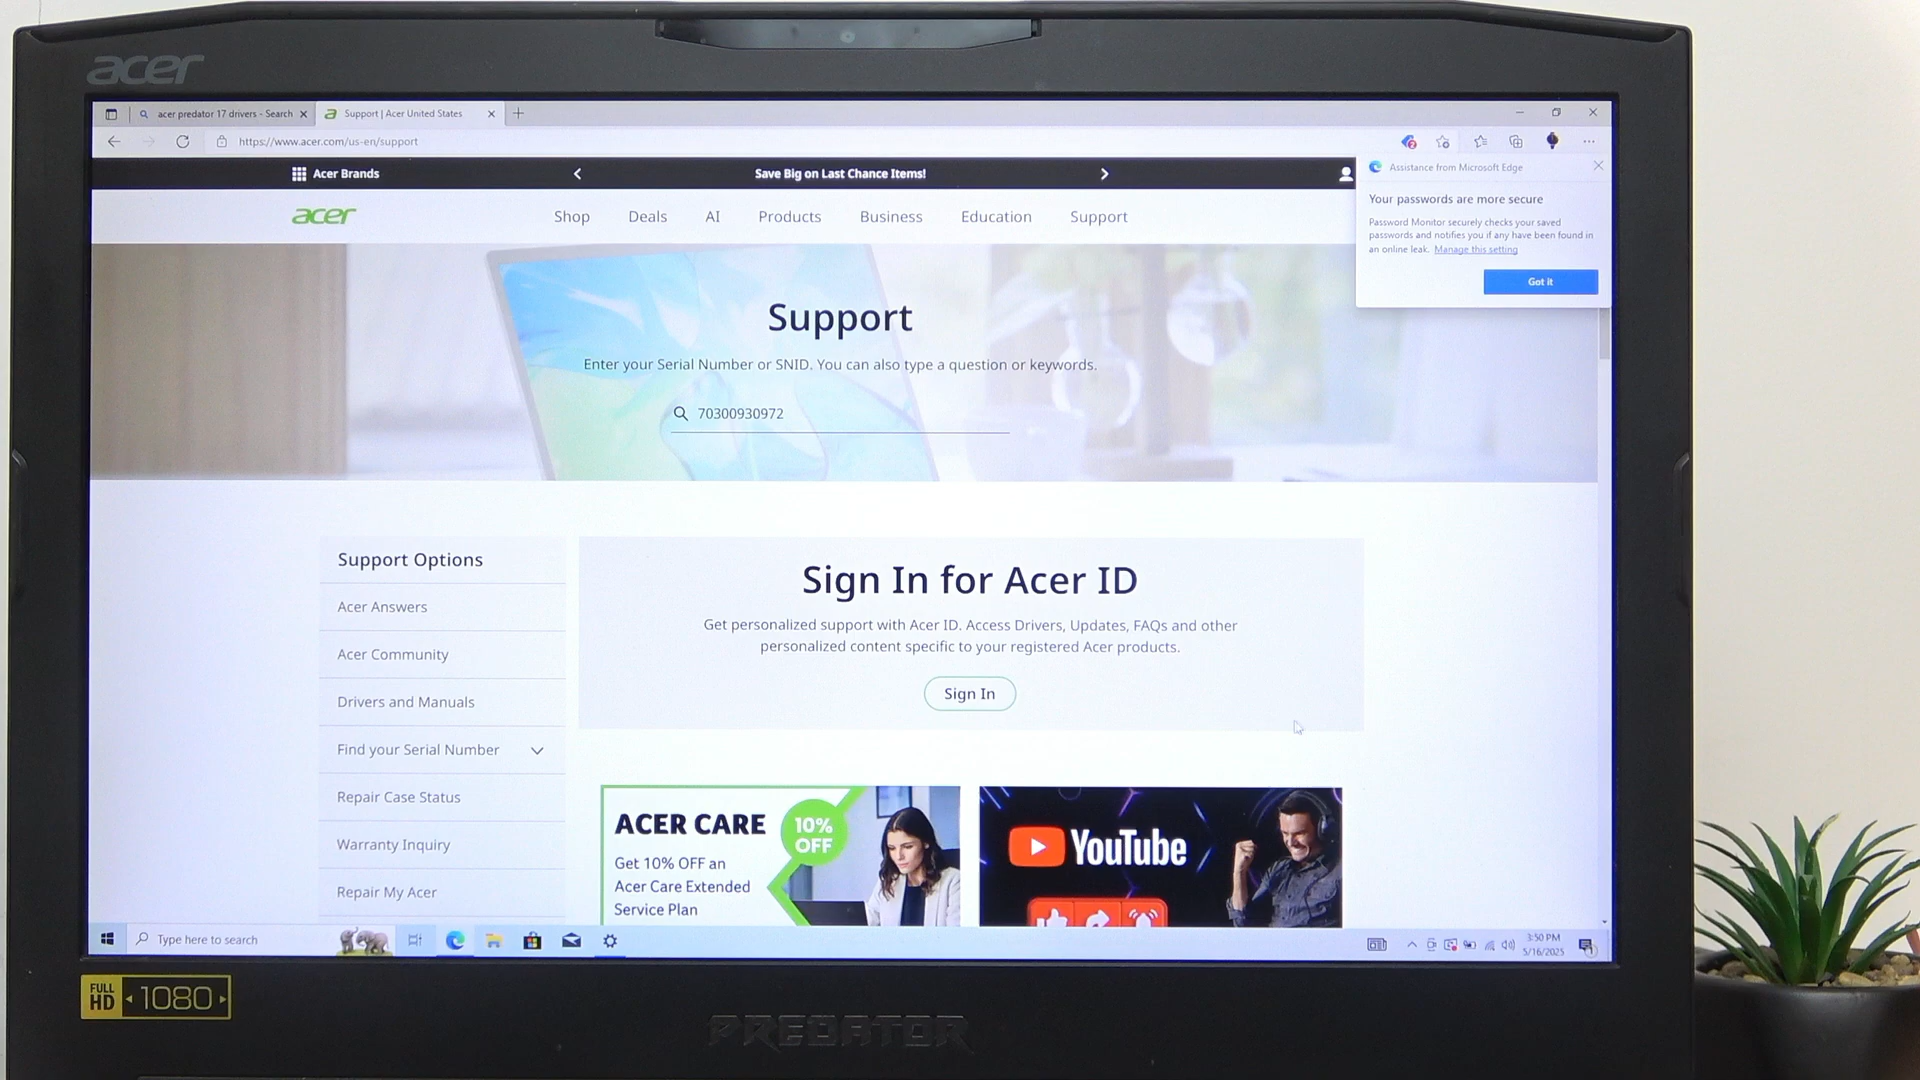 acer
acer predator 17 drivers - Search
Support | Acer United States
https://www.acer.com/us-en/support
Acer Brands
Save Big on Last Chance Items!
acer
Shop
Deals
AI
Products
Business
Education
Support
Assistance from Microsoft Edge
Your passwords are more secure
Password Monitor securely checks your saved
passwords and notifies you if any have been found in
an online leak. Manage this setting
Got it
Support
Enter your Serial Number or SNID. You can also type a question or keywords.
70300930972
Support Options
Acer Answers
Acer Community
Drivers and Manuals
Find your Serial Number
Repair Case Status
Warranty Inquiry
Repair My Acer
Sign In for Acer ID
Get personalized support with Acer ID. Access Drivers, Updates, FAQs and other
personalized content specific to your registered Acer products.
Sign In
ACER CARE
10%
OFF
Get 10% OFF an
Acer Care Extended
Service Plan
YouTube
Type here to search
3:50 PM
5/16/2025
FULL
HD
1080
PREDATOR